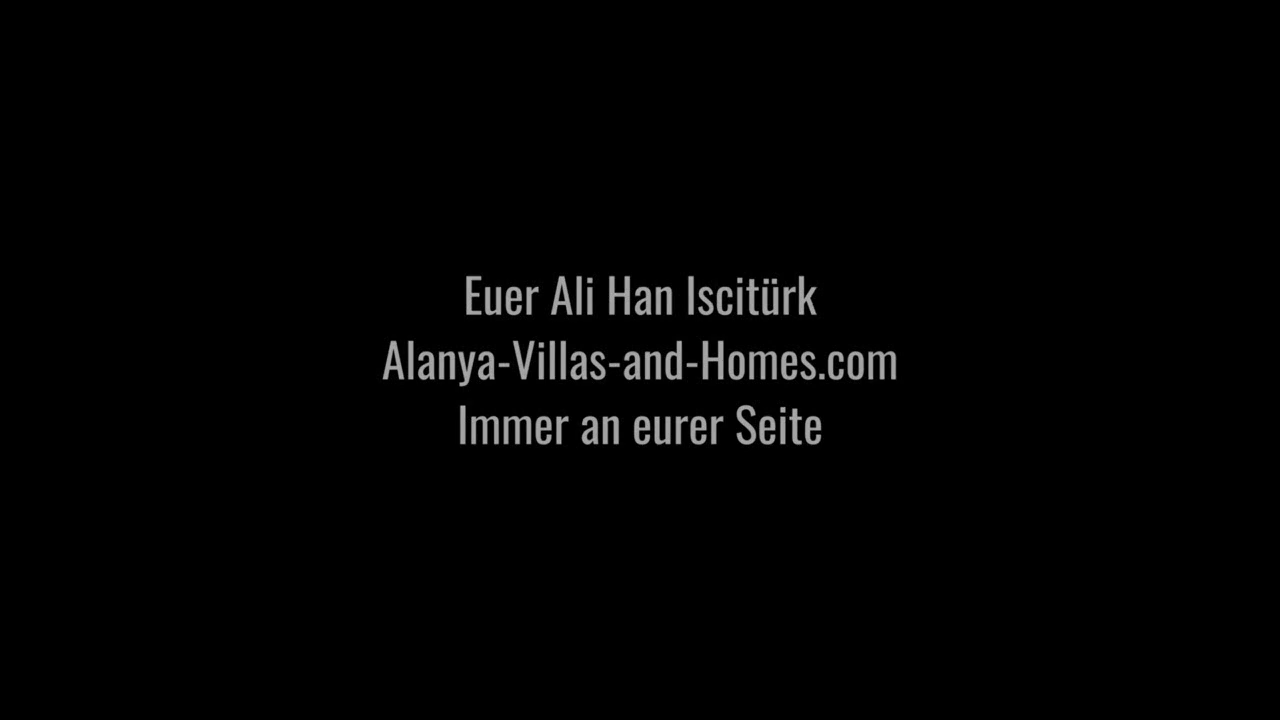 Euer Ali Han Iscitürk
Alanya-Villas-and-Homes.com
Immer an eurer Seite